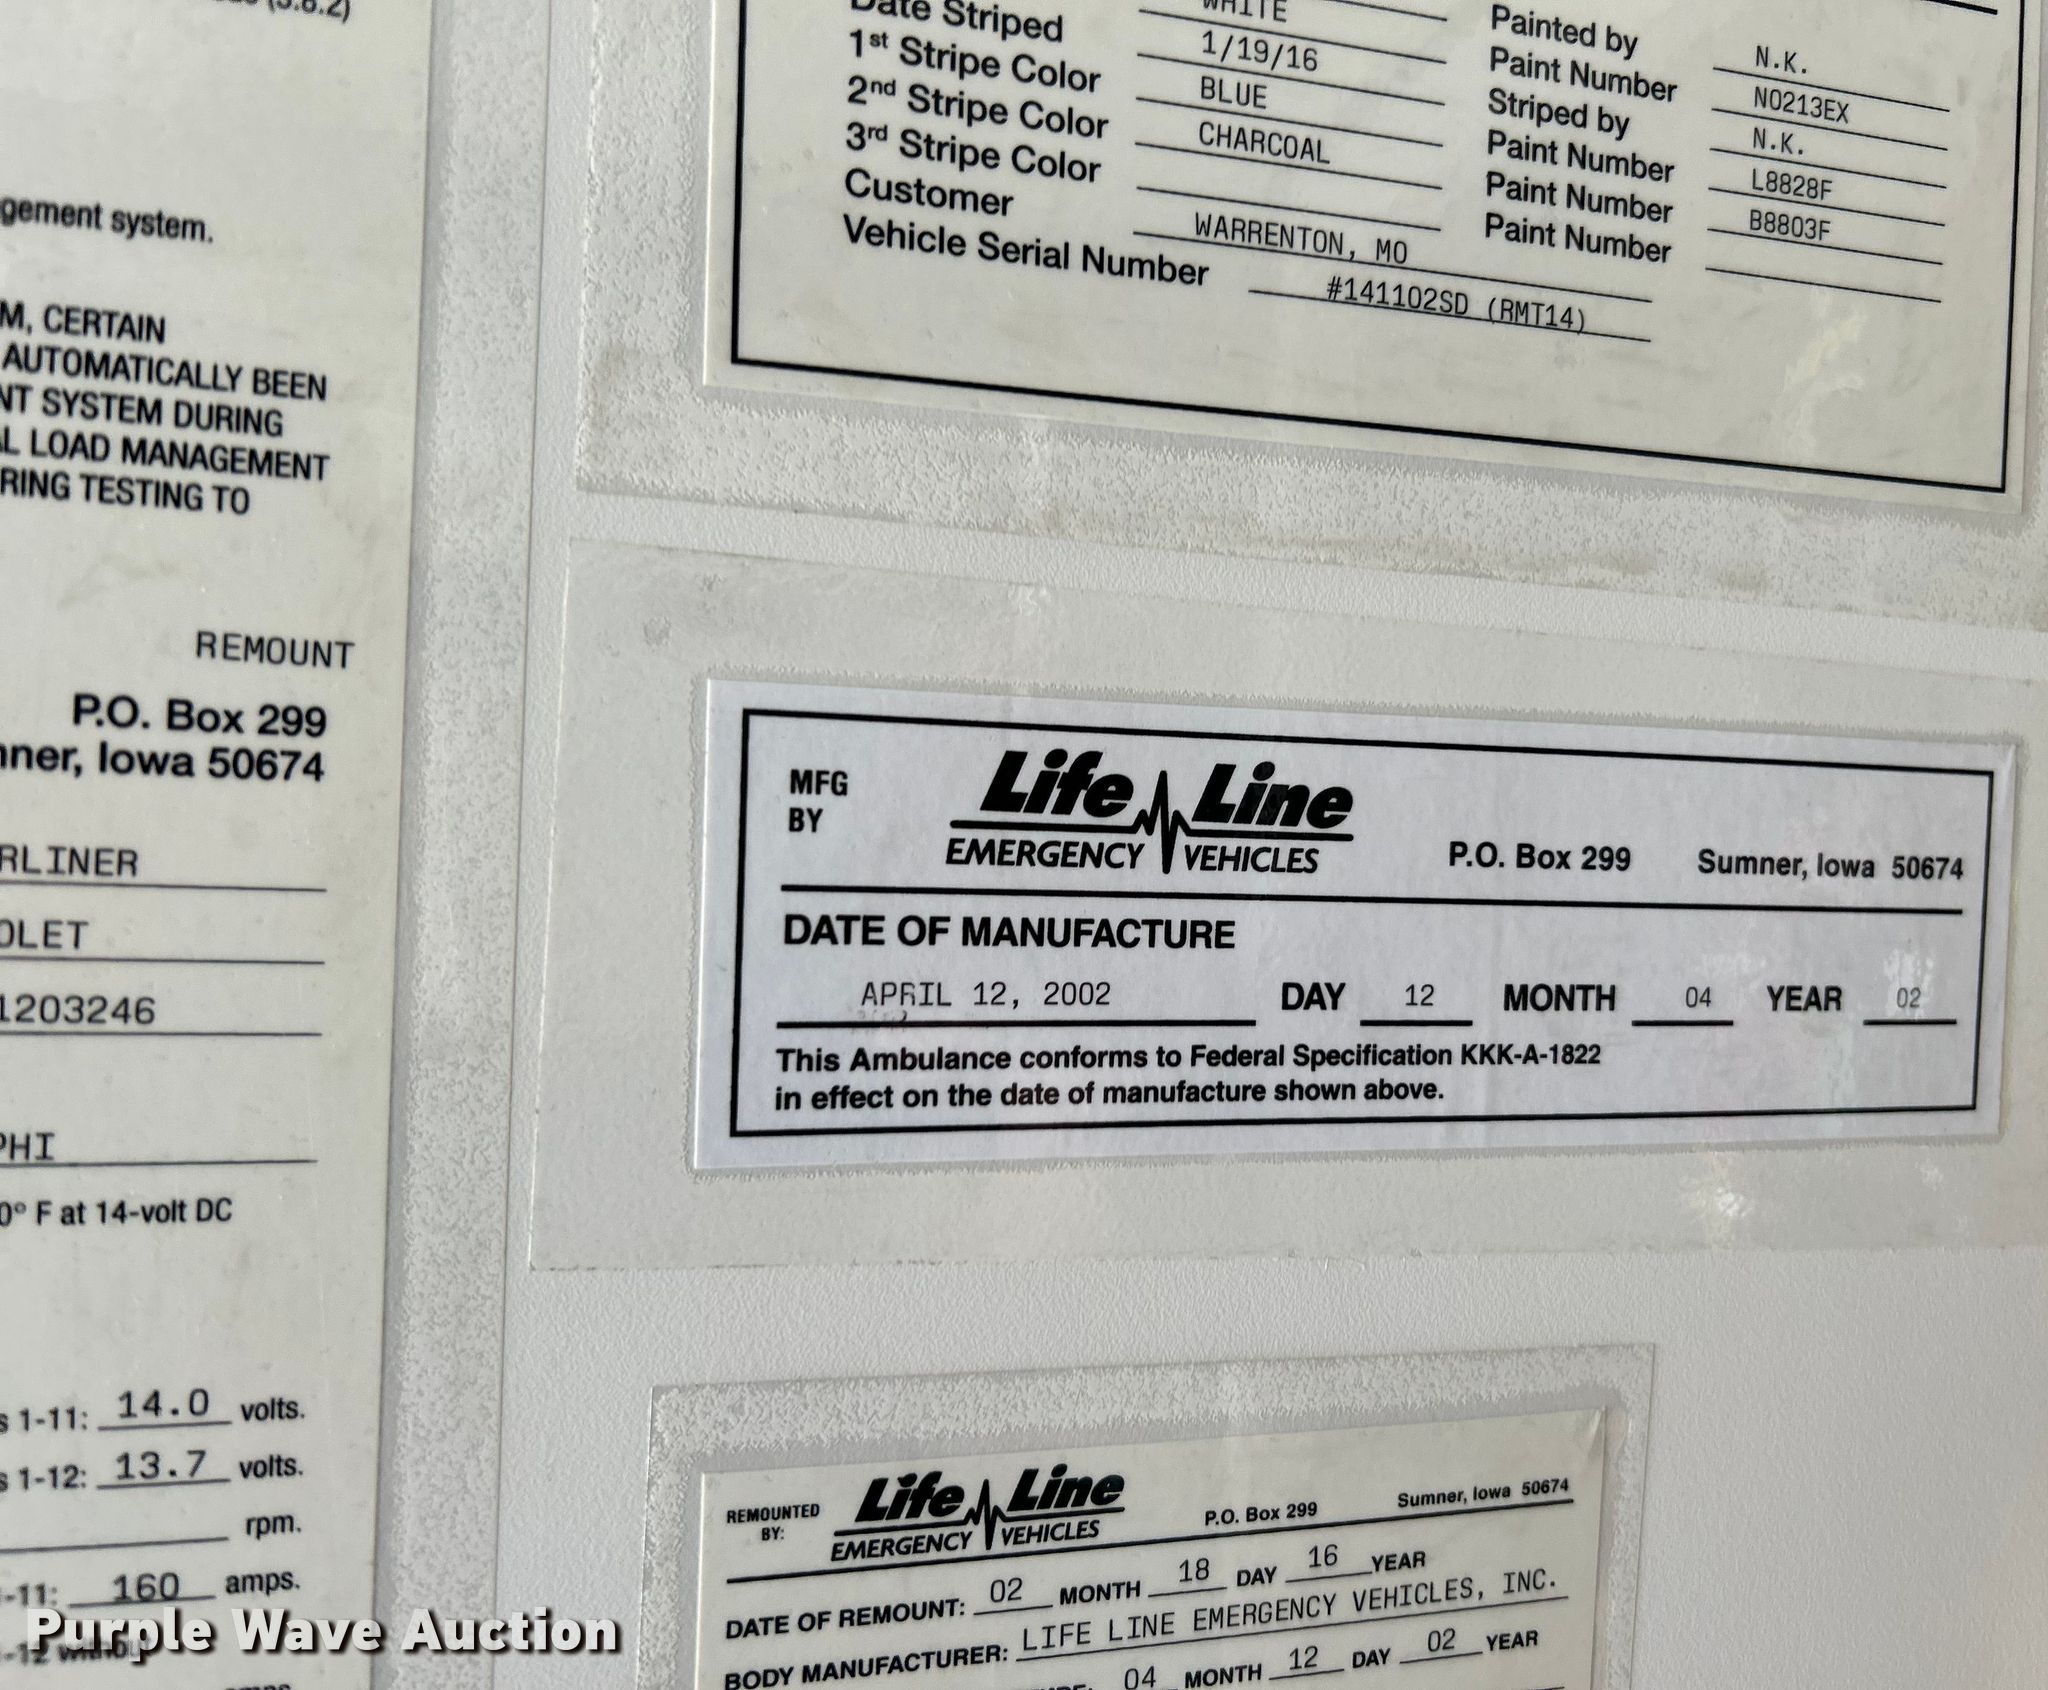 (3.8.2)
gement system.
M, CERTAIN
AUTOMATICALLY BEEN
NT SYSTEM DURING
AL LOAD MANAGEMENT
RING TESTING TO
REMOUNT
P.O. Box 299
nner, Iowa 50674
RLINER
OLET
1203246
PHI
0° F at 14-volt DC
s 1-11: 14.0 volts.
s 1-12: 13.7 volts.
rpm.
-11: 160 amps.
-12 without
amps
WHITE
Date Striped 1/19/16
1st Stripe Color BLUE
2nd Stripe Color CHARCOAL
3rd Stripe Color
Customer WARRENTON, MO
Vehicle Serial Number #141102SD (RMT14)
Painted by N.K.
Paint Number N0213EX
Striped by N.K.
Paint Number L8828F
Paint Number B8803F
Paint Number
MFG BY Life Line EMERGENCY VEHICLES P.O. Box 299 Sumner, Iowa 50674
DATE OF MANUFACTURE
APRIL 12, 2002 DAY 12 MONTH 04 YEAR 02
This Ambulance conforms to Federal Specification KKK-A-1822
in effect on the date of manufacture shown above.
REMOUNTED BY: Life Line EMERGENCY VEHICLES P.O. Box 299 Sumner, Iowa 50674
DATE OF REMOUNT: 02 MONTH 18 DAY 16 YEAR
BODY MANUFACTURER: LIFE LINE EMERGENCY VEHICLES, INC.
04 MONTH 12 DAY 02 YEAR
Purple Wave Auction